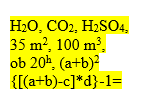 H₂O, CO₂, H₂SO₄,
35 m², 100 m³,
ob 20ʰ, (a+b)²
{[(a+b)-c]*d}-1=